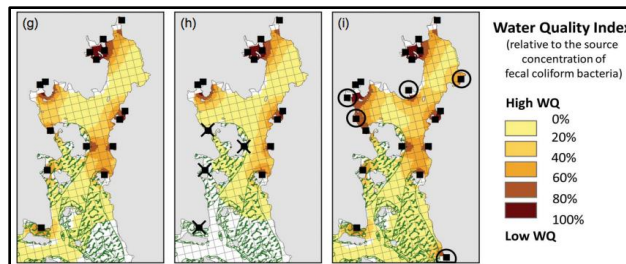 (g)
(h)
(i)
Water Quality Index
(relative to the source
concentration of
fecal coliform bacteria)
High WQ
0%
20%
40%
60%
80%
100%
Low WQ